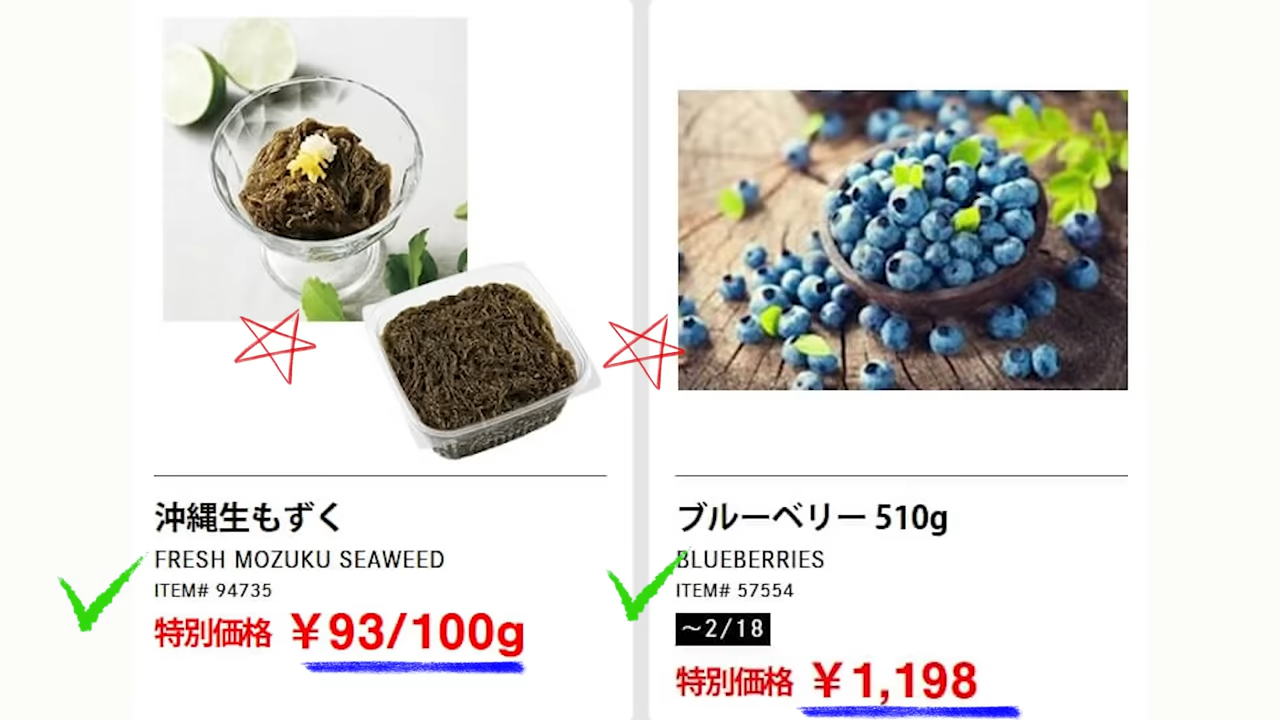 沖縄生もずく
FRESH MOZUKU SEAWEED
ITEM# 94735
特別価格 ￥93/100g
ブルーベリー 510g
BLUEBERRIES
ITEM# 57554
～2/18
特別価格 ￥1,198